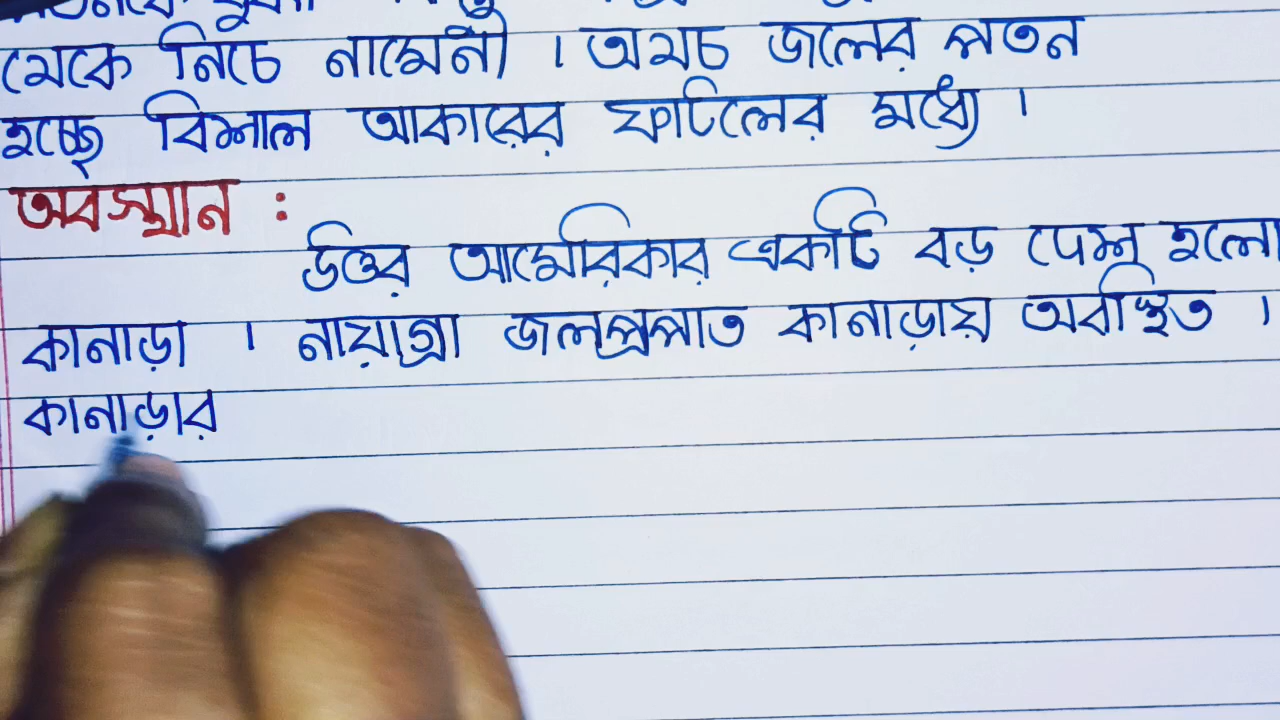 থেকে নিচে নামেনী । অথচ জলের পতন
হচ্ছে বিশাল আকারের ফাটলের মধ্যে ।
অবস্থান :
উত্তর আমেরিকার একটি বড় দেশ হলো
কানাড়া । নায়াগ্রা জলপ্রপাত কানাড়ায় অবস্থিত ।
কানাড়ার